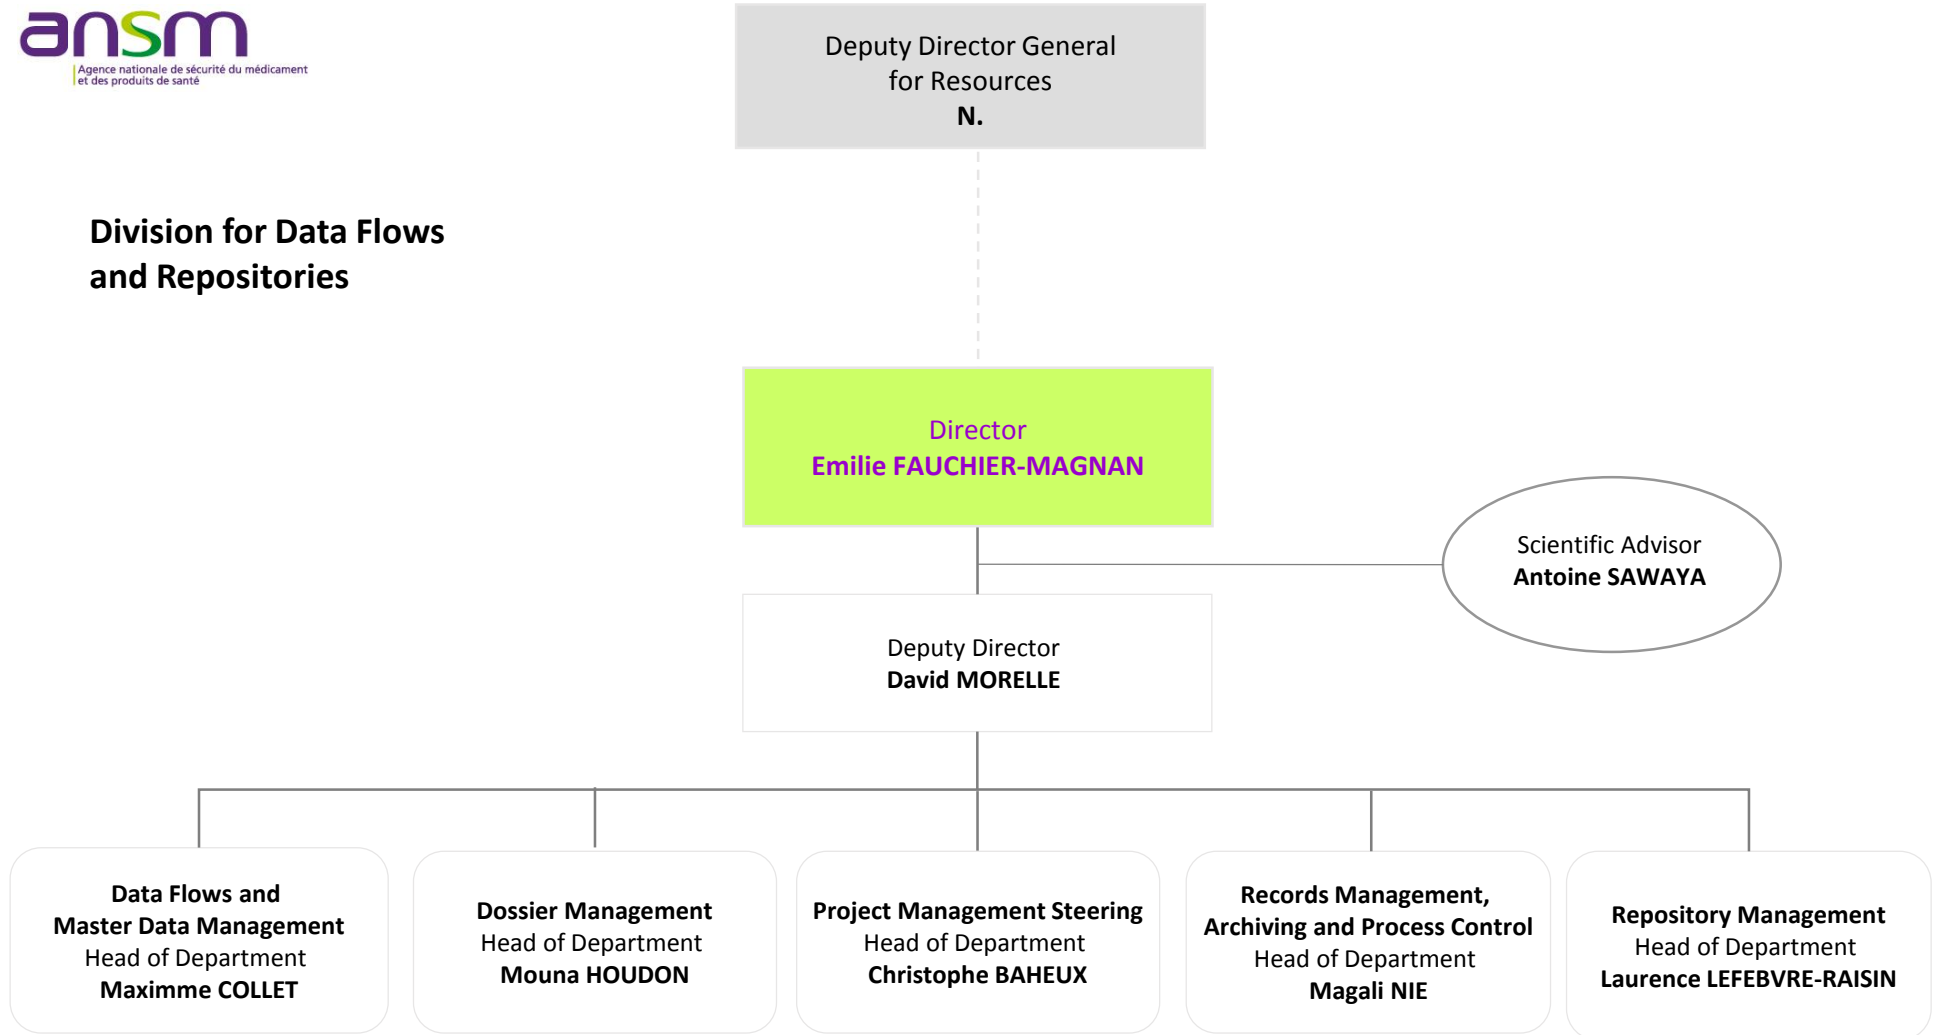 ansm
Agence nationale de sécurité du médicament
et des produits de santé
Deputy Director General
for Resources
N.
Division for Data Flows
and Repositories
Director
Emilie FAUCHIER-MAGNAN
Scientific Advisor
Antoine SAWAYA
Deputy Director
David MORELLE
Data Flows and
Master Data Management
Head of Department
Maximme COLLET
Dossier Management
Head of Department
Mouna HOUDON
Project Management Steering
Head of Department
Christophe BAHEUX
Records Management,
Archiving and Process Control
Head of Department
Magali NIE
Repository Management
Head of Department
Laurence LEFEBVRE-RAISIN